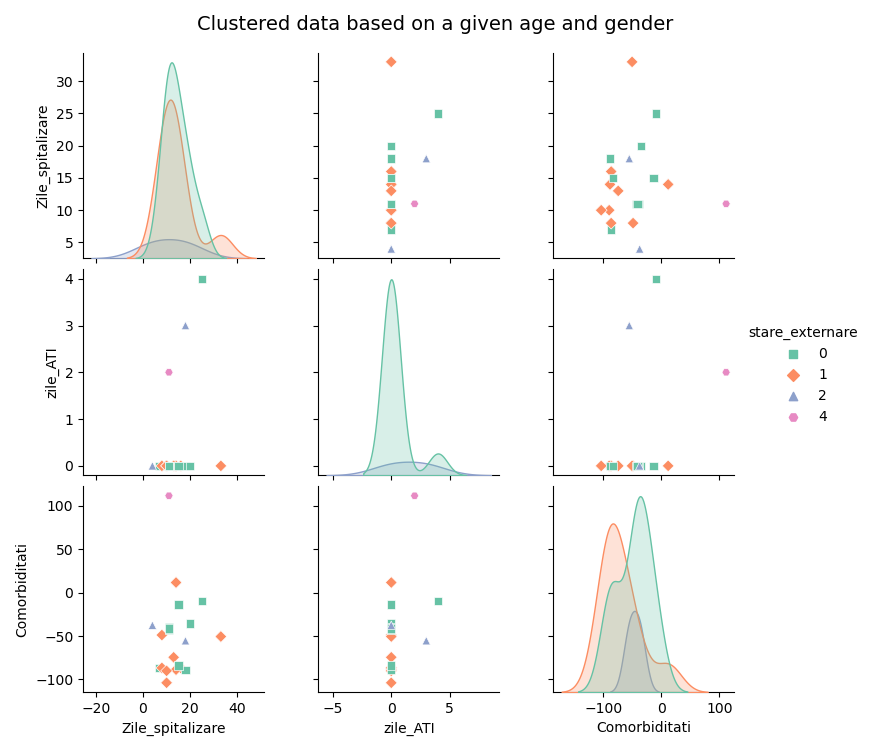 Clustered data based on a given age and gender
Zile_spitalizare
30
25
20
15
10
5
zile_ATI
4
3
2
1
0
stare_externare
0
1
2
4
Comorbiditati
100
50
0
−50
−100
−20 0 20 40
−5 0 5
−100 0 100
Zile_spitalizare
zile_ATI
Comorbiditati